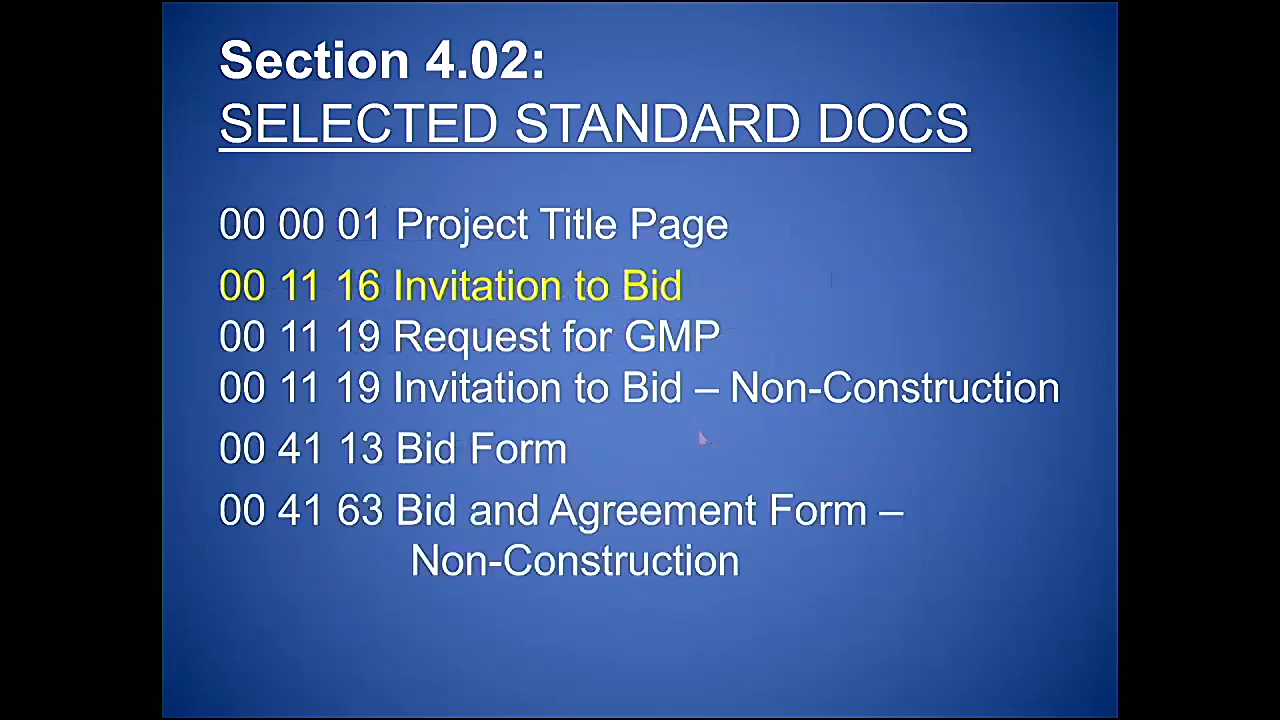 Section 4.02:
SELECTED STANDARD DOCS
00 00 01 Project Title Page
00 11 16 Invitation to Bid
00 11 19 Request for GMP
00 11 19 Invitation to Bid – Non-Construction
00 41 13 Bid Form
00 41 63 Bid and Agreement Form –
Non-Construction